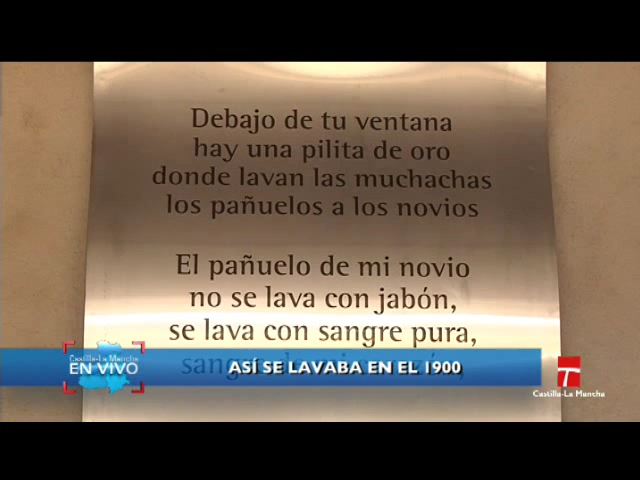 Debajo de tu ventana
hay una pilita de oro
donde lavan las muchachas
los pañuelos a los novios
El pañuelo de mi novio
no se lava con jabón,
se lava con sangre pura,
Castilla-La Mancha
EN VIVO
ASÍ SE LAVABA EN EL 1900
Castilla-La Mancha